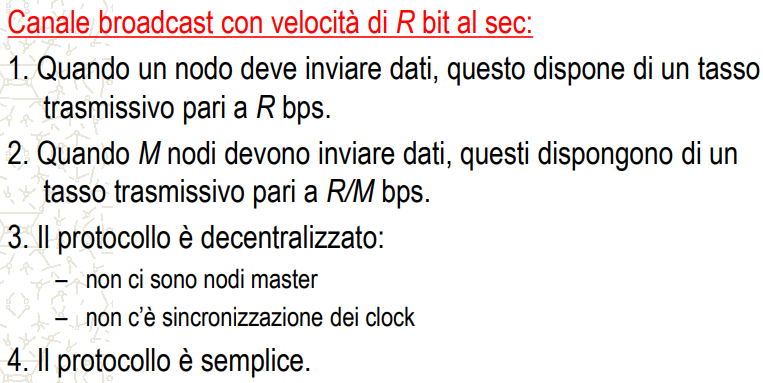 Canale broadcast con velocità di R bit al sec:
1. Quando un nodo deve inviare dati, questo dispone di un tasso
trasmissivo pari a R bps.
2. Quando M nodi devono inviare dati, questi dispongono di un
tasso trasmissivo pari a R/M bps.
3. Il protocollo è decentralizzato:
– non ci sono nodi master
– non c’è sincronizzazione dei clock
4. Il protocollo è semplice.